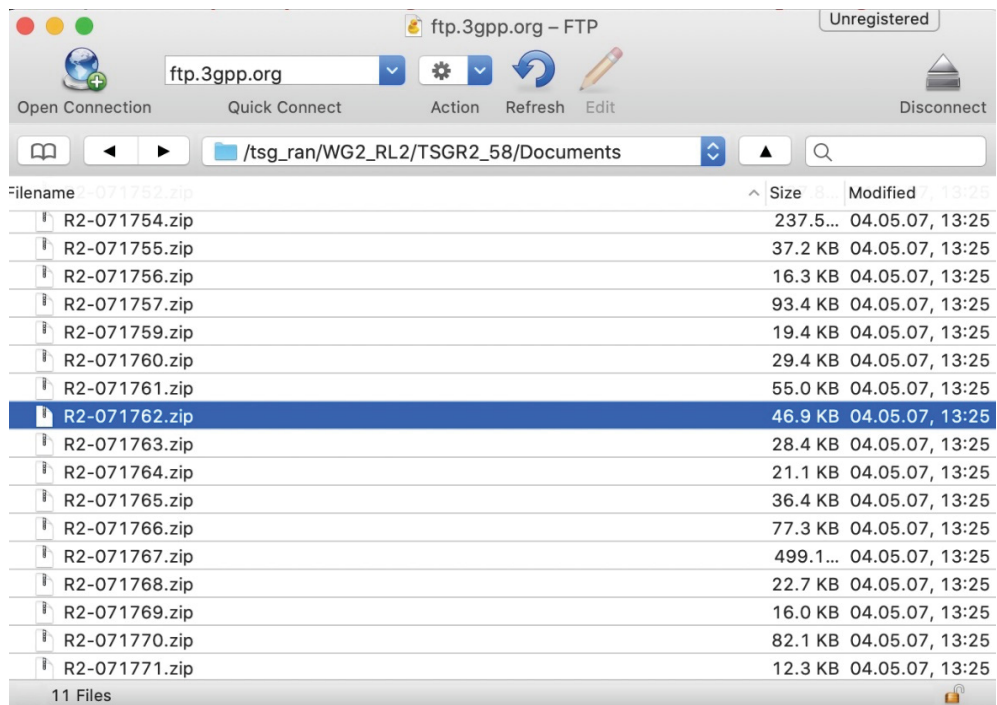 ftp.3gpp.org – FTP
Unregistered
ftp.3gpp.org
Open Connection Quick Connect Action Refresh Edit Disconnect
/tsg_ran/WG2_RL2/TSGR2_58/Documents
Filename Size Modified
R2-071754.zip 237.5... 04.05.07, 13:25
R2-071755.zip 37.2 KB 04.05.07, 13:25
R2-071756.zip 16.3 KB 04.05.07, 13:25
R2-071757.zip 93.4 KB 04.05.07, 13:25
R2-071759.zip 19.4 KB 04.05.07, 13:25
R2-071760.zip 29.4 KB 04.05.07, 13:25
R2-071761.zip 55.0 KB 04.05.07, 13:25
R2-071762.zip 46.9 KB 04.05.07, 13:25
R2-071763.zip 28.4 KB 04.05.07, 13:25
R2-071764.zip 21.1 KB 04.05.07, 13:25
R2-071765.zip 36.4 KB 04.05.07, 13:25
R2-071766.zip 77.3 KB 04.05.07, 13:25
R2-071767.zip 499.1... 04.05.07, 13:25
R2-071768.zip 22.7 KB 04.05.07, 13:25
R2-071769.zip 16.0 KB 04.05.07, 13:25
R2-071770.zip 82.1 KB 04.05.07, 13:25
R2-071771.zip 12.3 KB 04.05.07, 13:25
11 Files